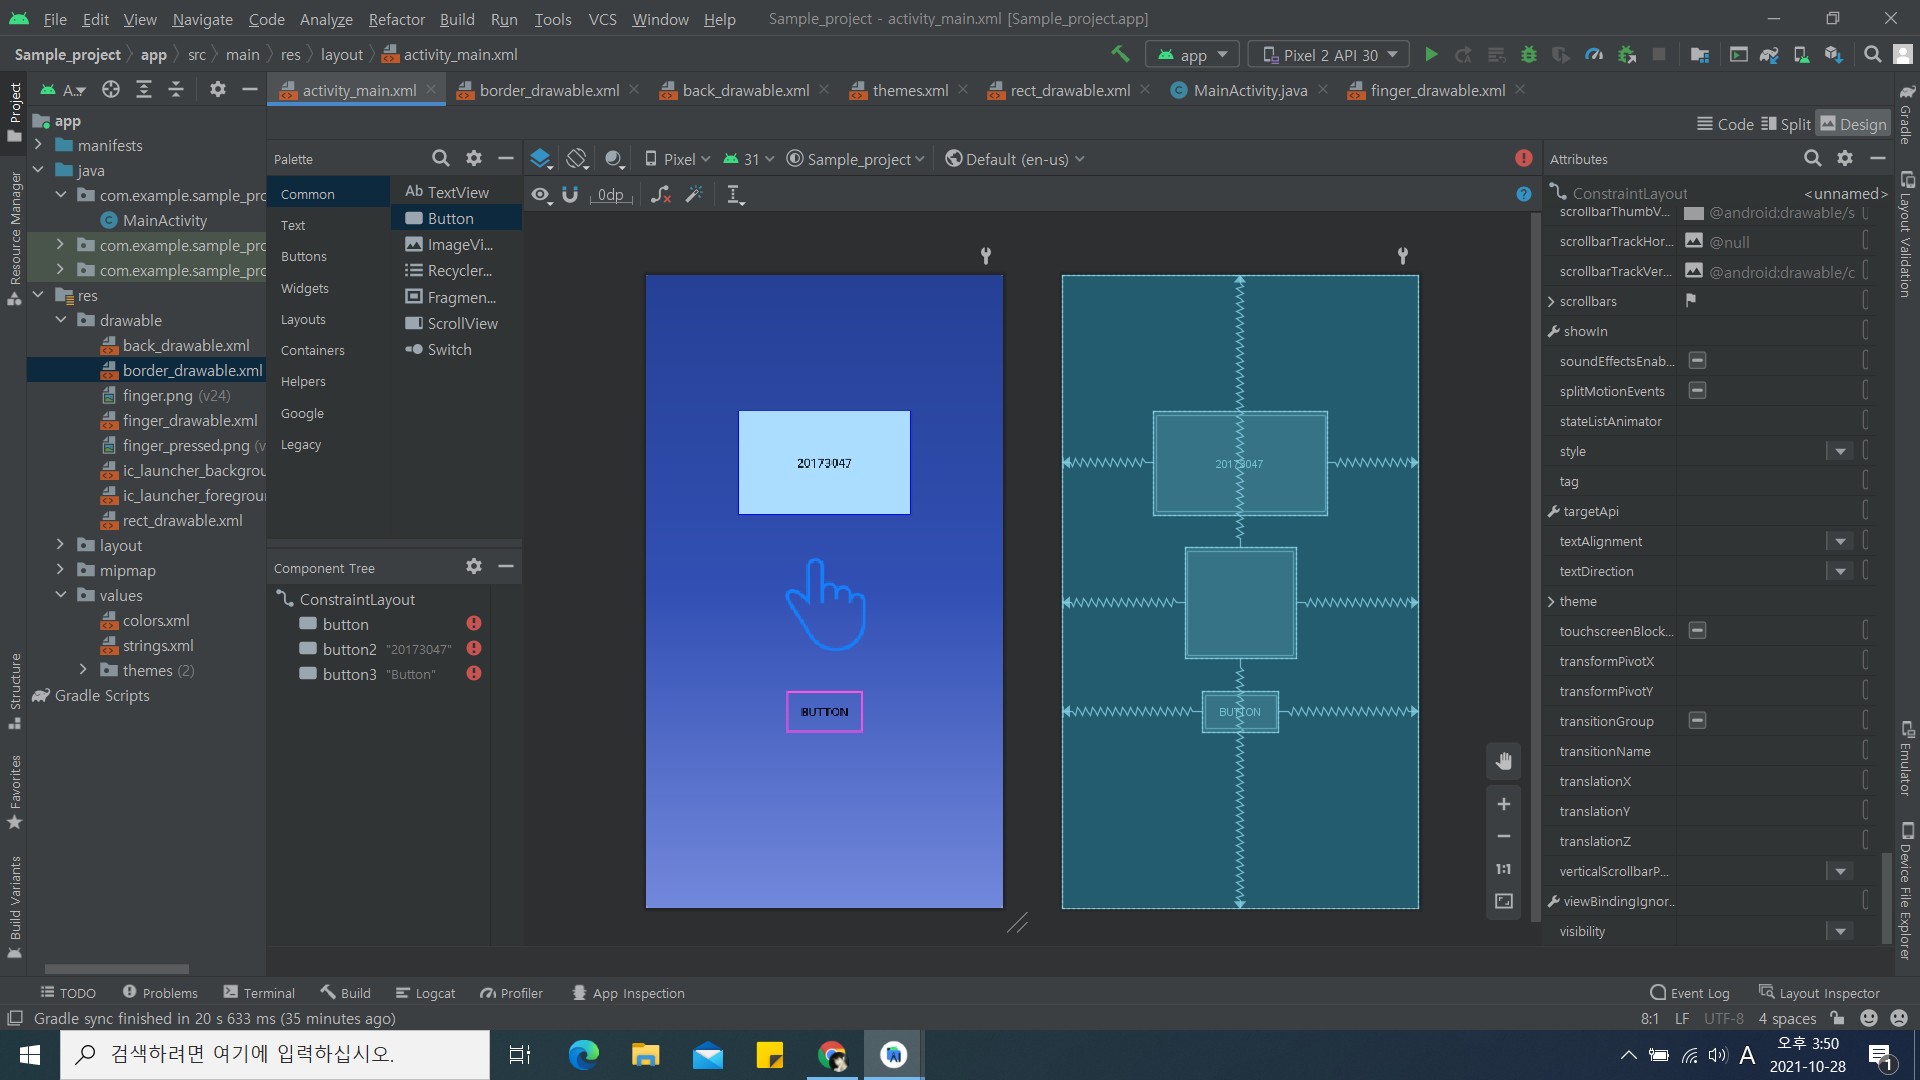 File Edit View Navigate Code Analyze Refactor Build Run Tools VCS Window Help Sample_project - activity_main.xml [Sample_project.app]
Sample_project app src main res layout activity_main.xml app Pixel 2 API 30
Project
Resource Manager
Structure
Favorites
Build Variants
A...
app
manifests
java
com.example.sample_pro
MainActivity
com.example.sample_pro
com.example.sample_pro
res
drawable
back_drawable.xml
border_drawable.xml
finger.png (v24)
finger_drawable.xml
finger_pressed.png (v
ic_launcher_backgrou
ic_launcher_foregroun
rect_drawable.xml
layout
mipmap
values
colors.xml
strings.xml
themes (2)
Gradle Scripts
activity_main.xml border_drawable.xml back_drawable.xml themes.xml rect_drawable.xml MainActivity.java finger_drawable.xml
Code Split Design
Palette
Common
Text
Buttons
Widgets
Layouts
Containers
Helpers
Google
Legacy
Ab TextView
Button
ImageVi...
Recycler...
Fragmen...
ScrollView
Switch
Component Tree
ConstraintLayout
button
button2 "20173047"
button3 "Button"
Pixel 31 Sample_project Default (en-us)
0dp
20173047
BUTTON
20173047
BUTTON
1:1
Attributes
ConstraintLayout <unnamed>
scrollbarThumbV... @android:drawable/s
scrollbarTrackHor... @null
scrollbarTrackVer... @android:drawable/c
scrollbars
showIn
soundEffectsEnab...
splitMotionEvents
stateListAnimator
style
tag
targetApi
textAlignment
textDirection
theme
touchscreenBlock...
transformPivotX
transformPivotY
transitionGroup
transitionName
translationX
translationY
translationZ
verticalScrollbarP...
viewBindingIgnor...
visibility
Gradle
Layout Validation
Emulator
Device File Explorer
TODO Problems Terminal Build Logcat Profiler App Inspection Event Log Layout Inspector
Gradle sync finished in 20 s 633 ms (35 minutes ago) 8:1 LF UTF-8 4 spaces
검색하려면 여기에 입력하십시오. A 오후 3:50
2021-10-28 1